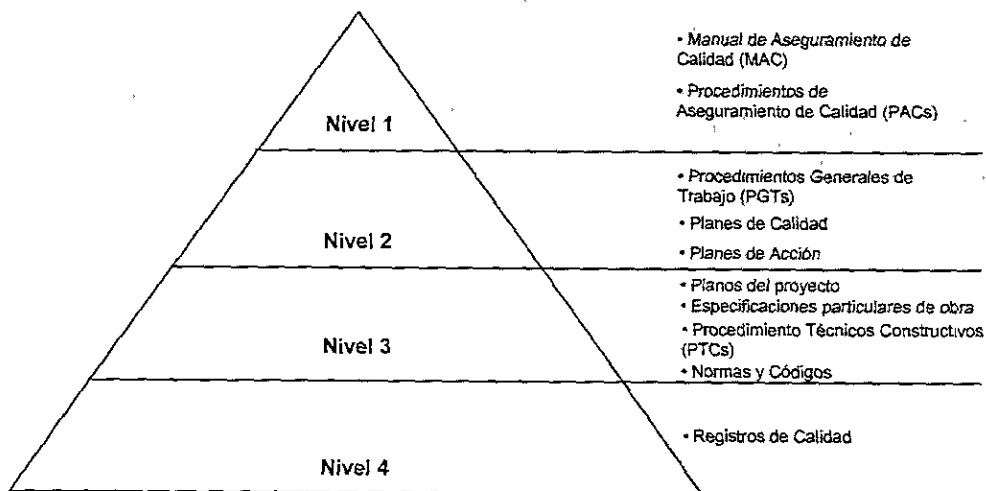 • Manual de Aseguramiento de
Calidad (MAC)
• Procedimientos de
Aseguramiento de Calidad (PACs)
Nivel 1
• Procedimientos Generales de
Trabajo (PGTs)
• Planes de Calidad
Nivel 2
• Planes de Acción
• Planos del proyecto
• Especificaciones particulares de obra
• Procedimiento Técnicos Constructivos
(PTCs)
Nivel 3
• Normas y Códigos
• Registros de Calidad
Nivel 4